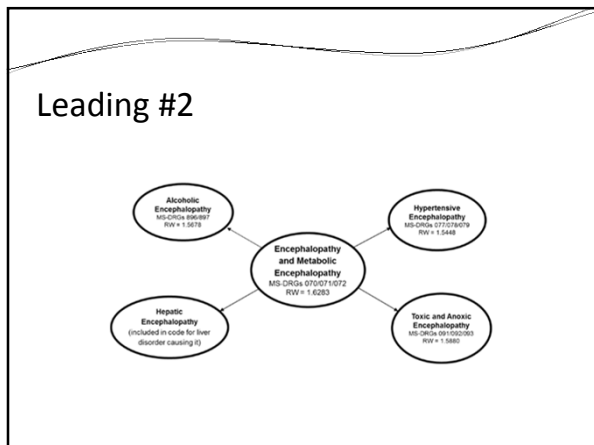 Leading #2
Alcoholic
Encephalopathy
MS-DRGs 896/897
RW = 1.5678
Hypertensive
Encephalopathy
MS-DRGs 077/078/079
RW = 1.5448
Encephalopathy
and Metabolic
Encephalopathy
MS-DRGs 070/071/072
RW = 1.6283
Hepatic
Encephalopathy
(included in code for liver
disorder causing it)
Toxic and Anoxic
Encephalopathy
MS-DRGs 091/092/093
RW = 1.5880